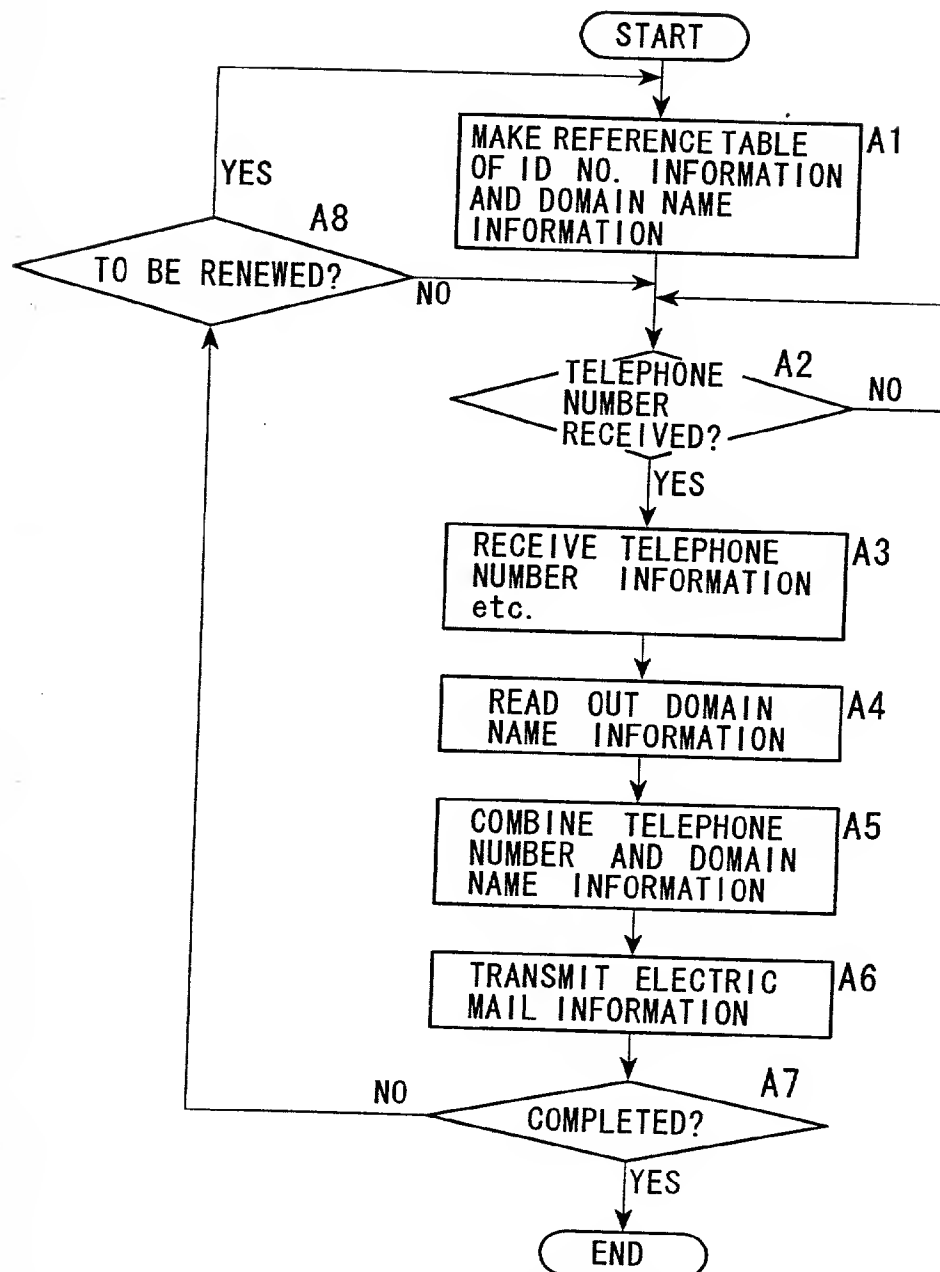 START
MAKE REFERENCE TABLE
OF ID NO. INFORMATION
AND DOMAIN NAME
INFORMATION
A1
YES
A8
TO BE RENEWED?
NO
TELEPHONE
NUMBER
RECEIVED?
A2
NO
YES
RECEIVE TELEPHONE
NUMBER INFORMATION
etc.
A3
READ OUT DOMAIN
NAME INFORMATION
A4
COMBINE TELEPHONE
NUMBER AND DOMAIN
NAME INFORMATION
A5
TRANSMIT ELECTRIC
MAIL INFORMATION
A6
NO
A7
COMPLETED?
YES
END